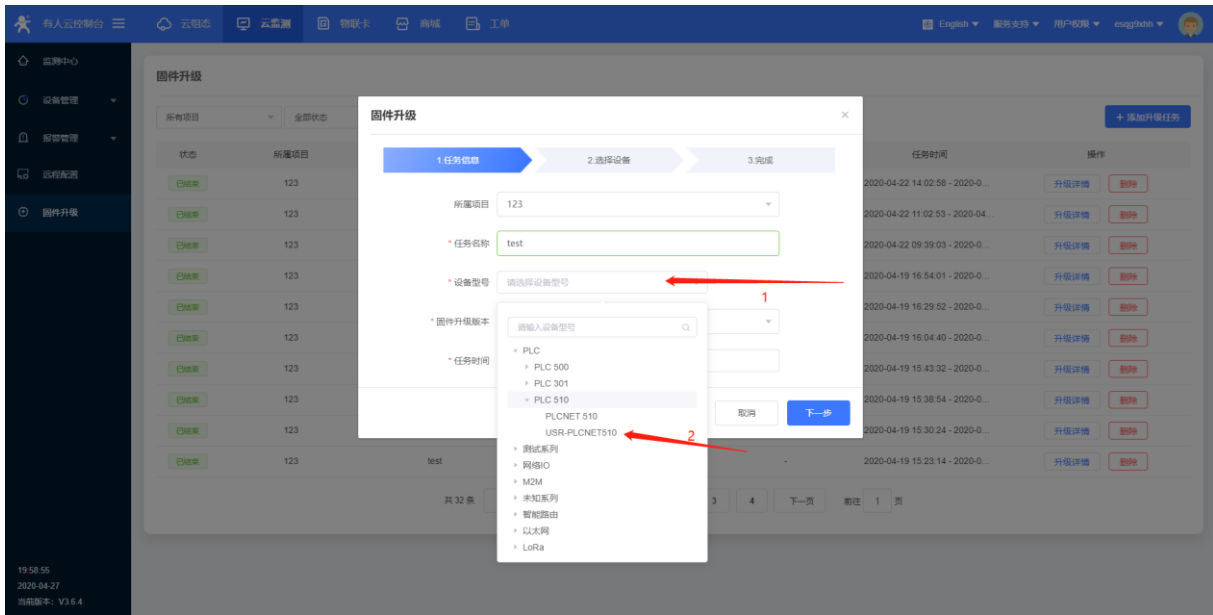 有人云控制台 云组态 云监测 物联卡 商城 工单 English 服务支持 用户权限 esqg9xhh
监测中心
设备管理
报警管理
远程配置
固件升级
固件升级
所有项目 全部状态 + 添加升级任务
状态 所属项目 任务时间 操作
已结束 123 2020-04-22 14:02:58 - 2020-0... 升级详情 删除
已结束 123 2020-04-22 11:02:53 - 2020-04... 升级详情 删除
已结束 123 2020-04-22 09:39:03 - 2020-0... 升级详情 删除
已结束 123 2020-04-19 16:54:01 - 2020-0... 升级详情 删除
已结束 123 2020-04-19 16:29:52 - 2020-0... 升级详情 删除
已结束 123 2020-04-19 16:04:40 - 2020-0... 升级详情 删除
已结束 123 2020-04-19 15:43:32 - 2020-0... 升级详情 删除
已结束 123 2020-04-19 15:38:54 - 2020-0... 升级详情 删除
已结束 123 2020-04-19 15:30:24 - 2020-0... 升级详情 删除
已结束 123 test - 2020-04-19 15:23:14 - 2020-0... 升级详情 删除
共 32 条 3 4 下一页 前往 1 页
固件升级 ×
1.任务信息 2.选择设备 3.完成
所属项目 123
* 任务名称 test
* 设备型号 请选择设备型号
1
* 固件升级版本
* 任务时间
取消 下一步
请输入设备型号
PLC
PLC 500
PLC 301
PLC 510
PLCNET 510
USR-PLCNET510
2
测试系列
网络IO
M2M
未知系列
智能路由
以太网
LoRa
19:58:55
2020-04-27
当前版本：V3.6.4